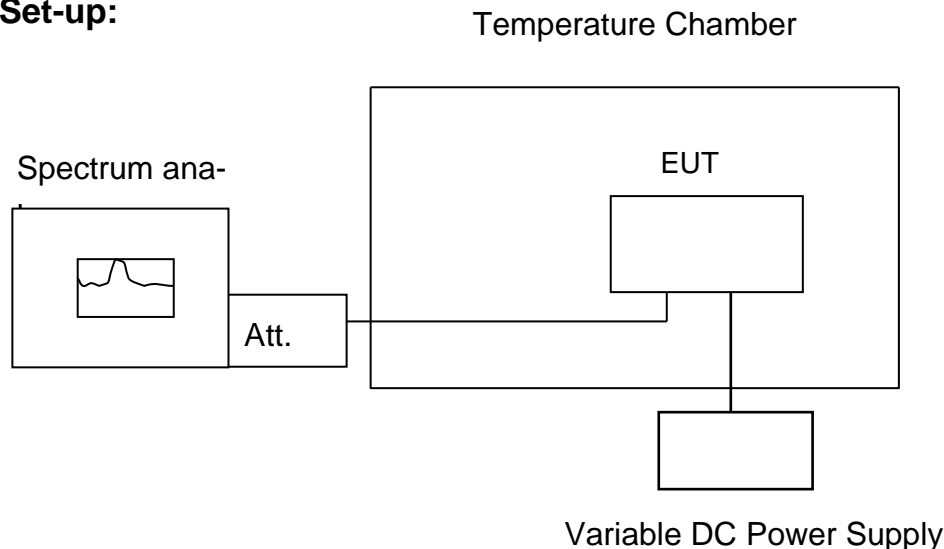 Set-up:
Temperature Chamber
Spectrum ana-
EUT
Att.
Variable DC Power Supply